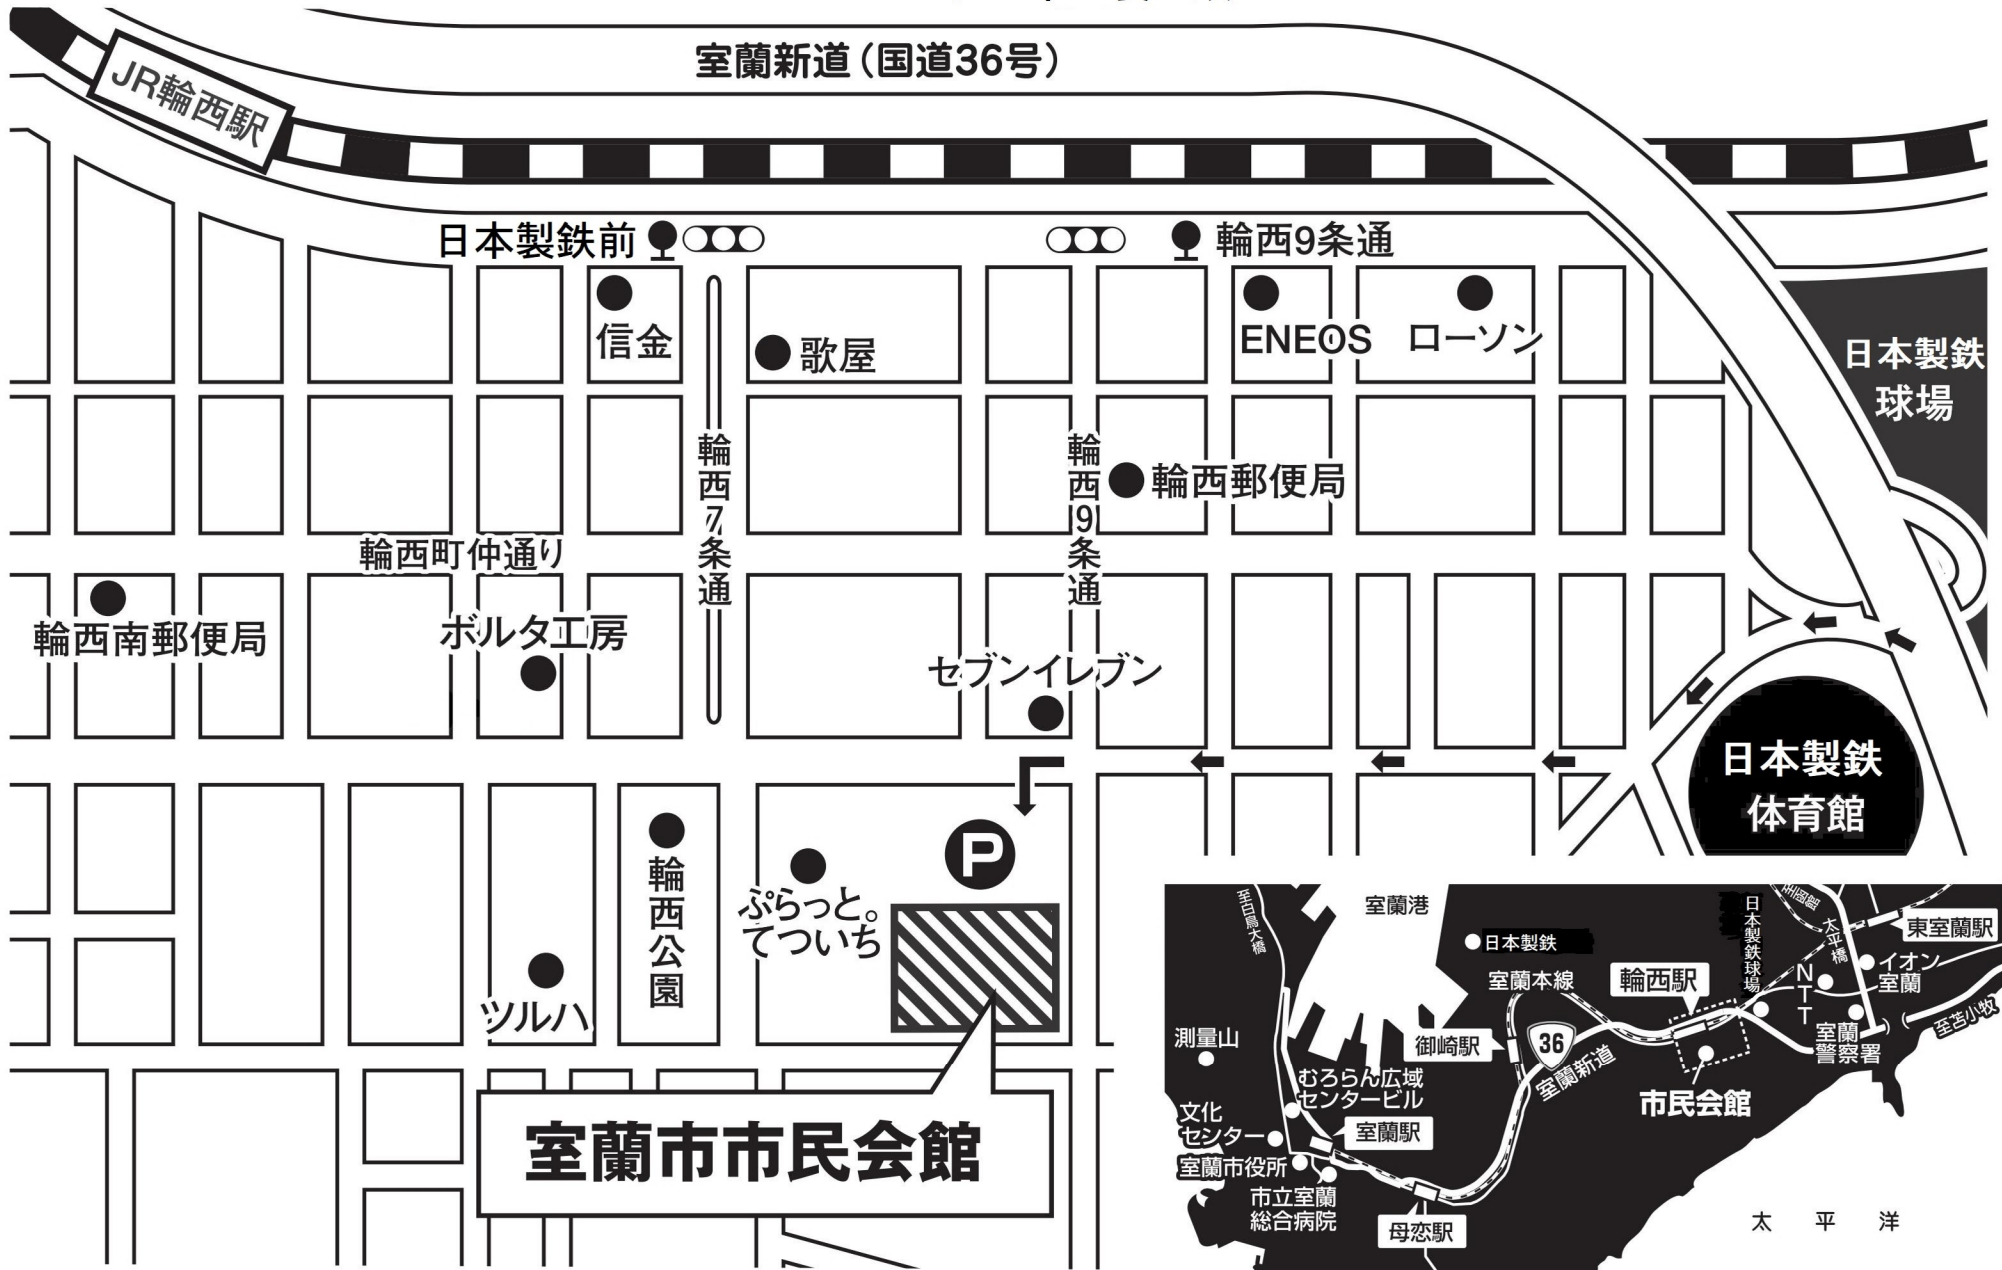 室蘭新道(国道36号)
JR輪西駅
日本製鉄前
輪西9条通
信金
歌屋
ENEOS
ローソン
日本製鉄
球場
輪西7条通
輪西9条通
輪西郵便局
輪西町仲通り
輪西南郵便局
ボルタ工房
セブンイレブン
日本製鉄
体育館
P
輪西公園
ぷらっと。
てついち
ツルハ
室蘭市市民会館
至白鳥大橋
室蘭港
日本製鉄
室蘭本線
輪西駅
日本製鉄球場
至函館
太平橋
東室蘭駅
NTT
イオン
室蘭
至苫小牧
室蘭
警察署
測量山
御崎駅
36
室蘭新道
市民会館
むろらん広域
センタービル
文化
センター
室蘭駅
室蘭市役所
市立室蘭
総合病院
母恋駅
太平洋